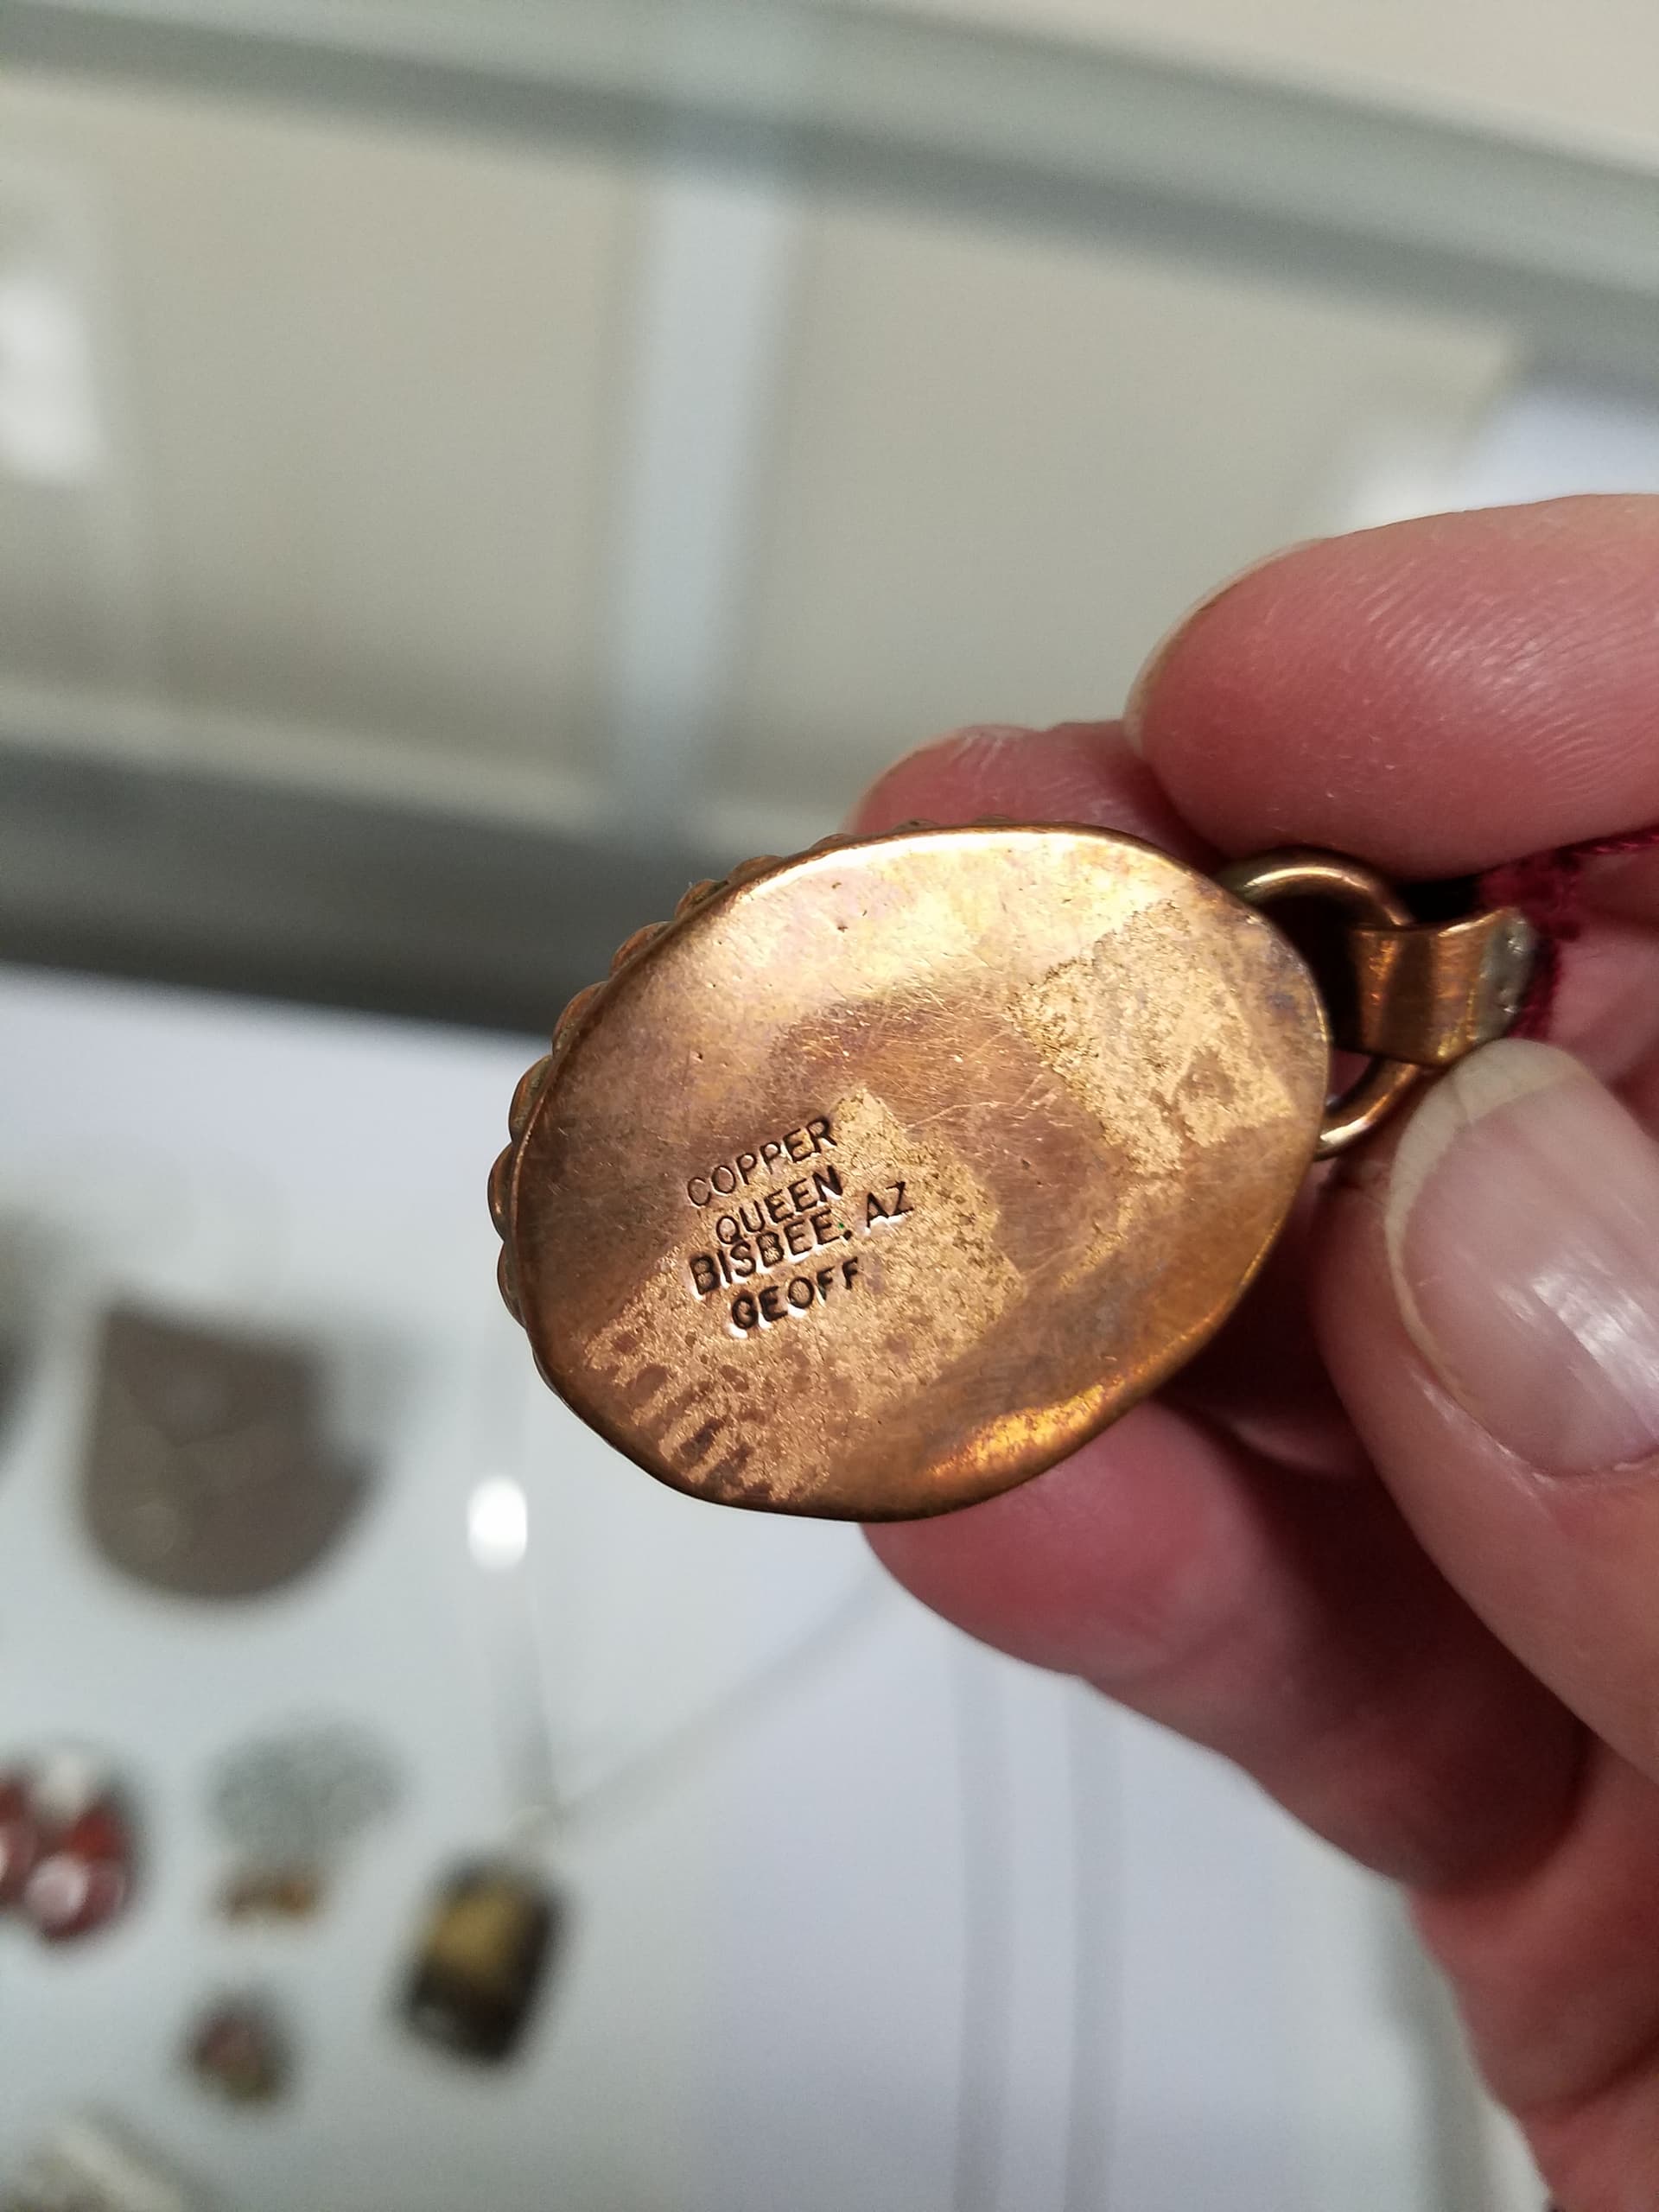 COPPER
QUEEN
BISBEE, AZ
GEOFF